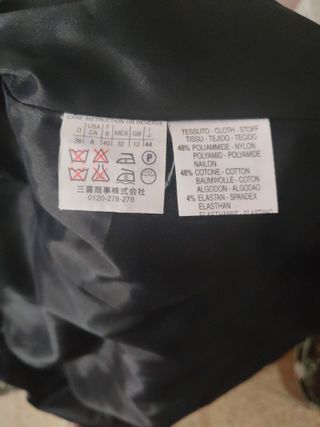 CARE INSTRUCTION ON REVERSE
D USA CA F B MEX GB I J
38 8 40 32 12 44
P
三喜商事株式会社
0120-278-278
TESSUTO - CLOTH - STOFF
TISSU - TEJIDO - TECIDO
48% POLIAMMIDE - NYLON
POLYAMID - POLYAMIDE
NAILON
48% COTONE - COTTON
BAUMWOLLE - COTON
ALGODON - ALGODAO
4% ELASTAN - SPANDEX
ELASTHAN